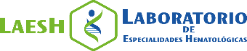 LAESH
LABORATORIO
DE
ESPECIALIDADES HEMATOLÓGICAS